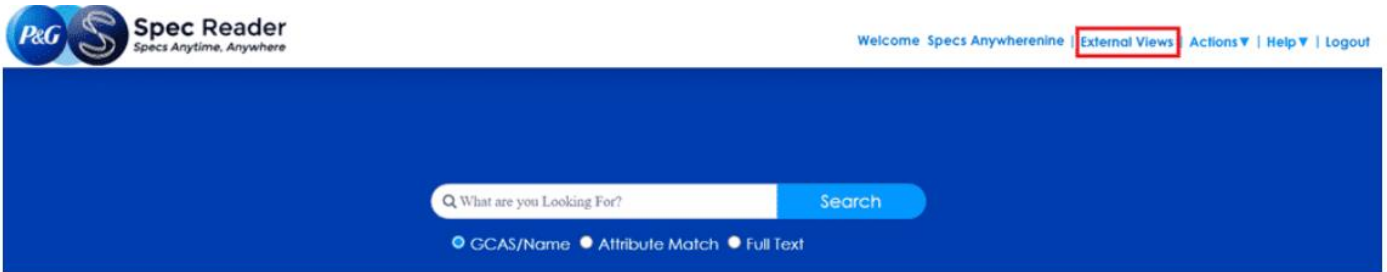 P&G
Spec Reader
Specs Anytime, Anywhere
Welcome Specs Anywherenine | External Views | Actions▼ | Help▼ | Logout
What are you Looking For?
Search
GCAS/Name Attribute Match Full Text